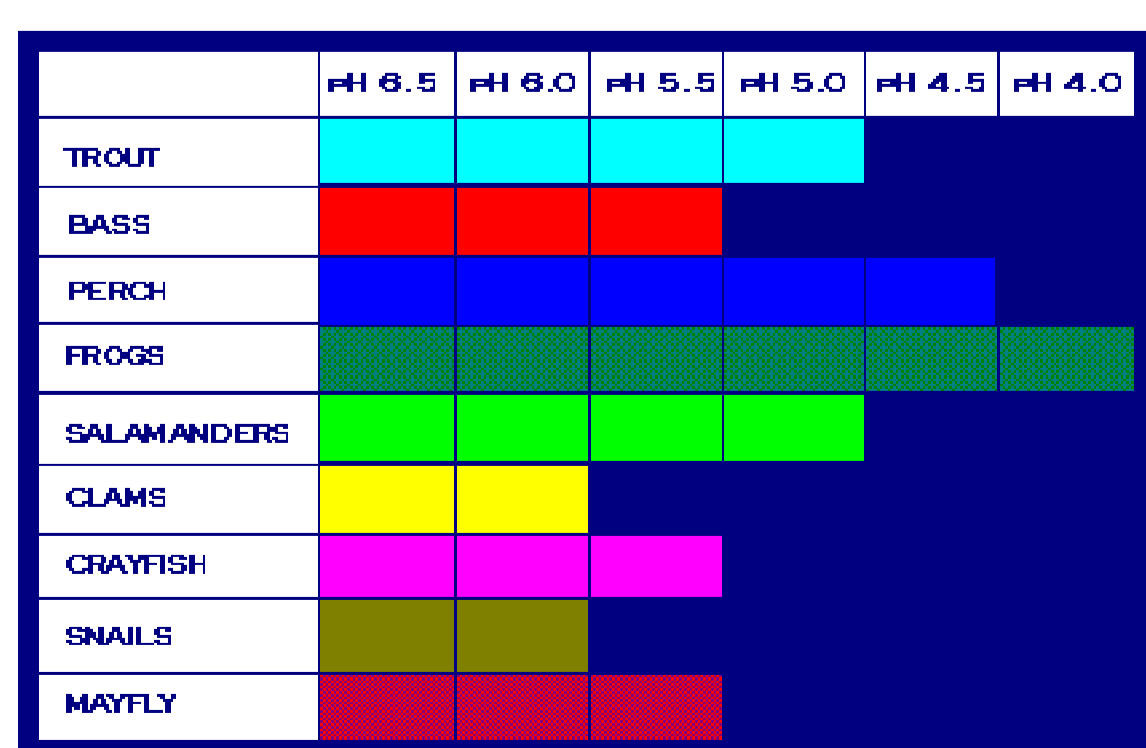 pH 6.5 pH 6.0 pH 5.5 pH 5.0 pH 4.5 pH 4.0
TROUT
BASS
PERCH
FROGS
SALAMANDERS
CLAMS
CRAYFISH
SNAILS
MAYFLY